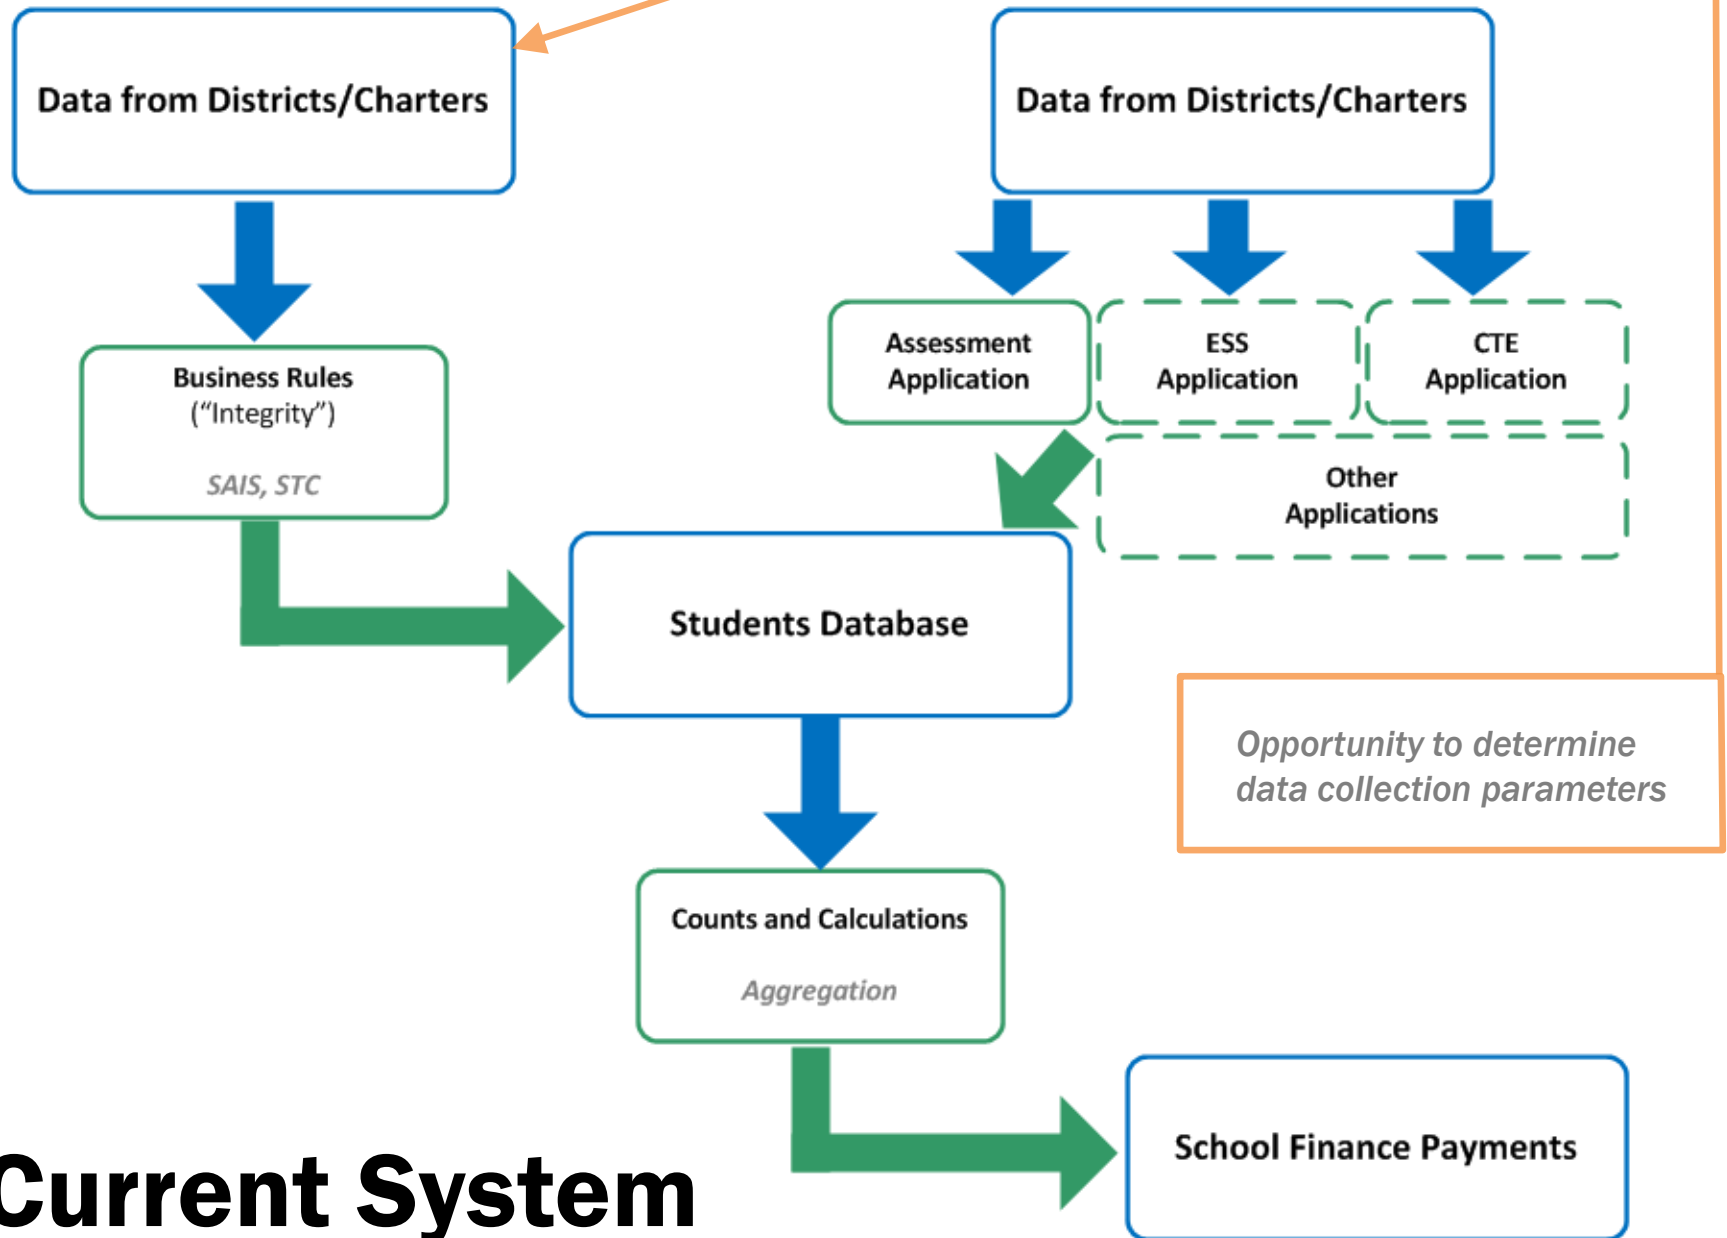 Data from Districts/Charters
Data from Districts/Charters
Assessment
Application
ESS
Application
CTE
Application
Business Rules
(“Integrity”)
SAIS, STC
Other
Applications
Students Database
Opportunity to determine
data collection parameters
Counts and Calculations
Aggregation
School Finance Payments
Current System